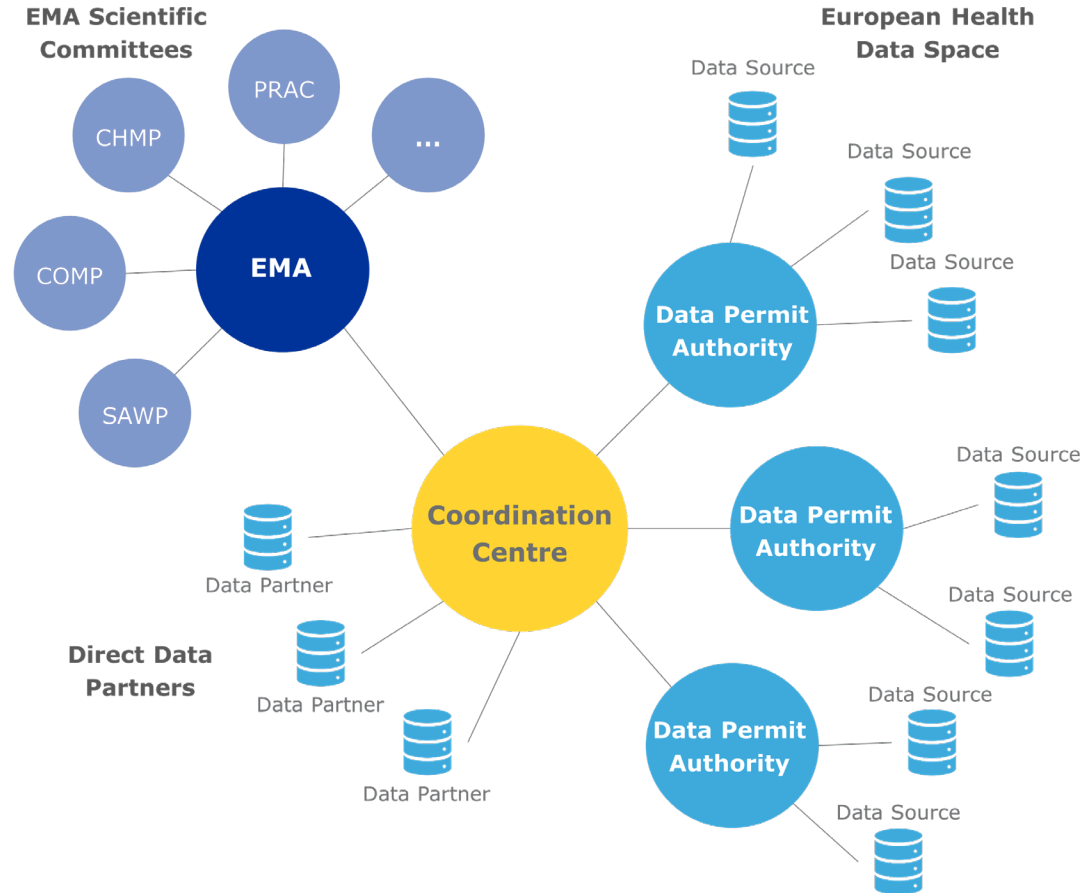 EMA Scientific
Committees
PRAC
CHMP
...
COMP
EMA
SAWP
European Health
Data Space
Data Source
Data Source
Data Source
Data Permit
Authority
Coordination
Centre
Data Permit
Authority
Data Source
Data Source
Data Permit
Authority
Data Source
Data Source
Direct Data
Partners
Data Partner
Data Partner
Data Partner